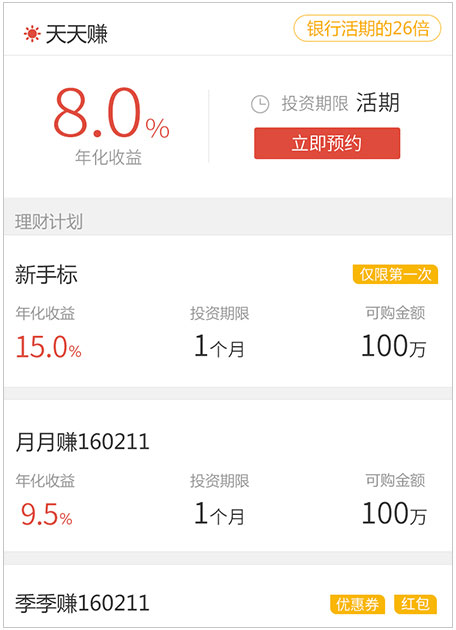 天天赚 银行活期的26倍
8.0% 投资期限 活期
年化收益 立即预约
理财计划
新手标 仅限第一次
年化收益 投资期限 可购金额
15.0% 1个月 100万
月月赚160211
年化收益 投资期限 可购金额
9.5% 1个月 100万
季季赚160211 优惠券 红包